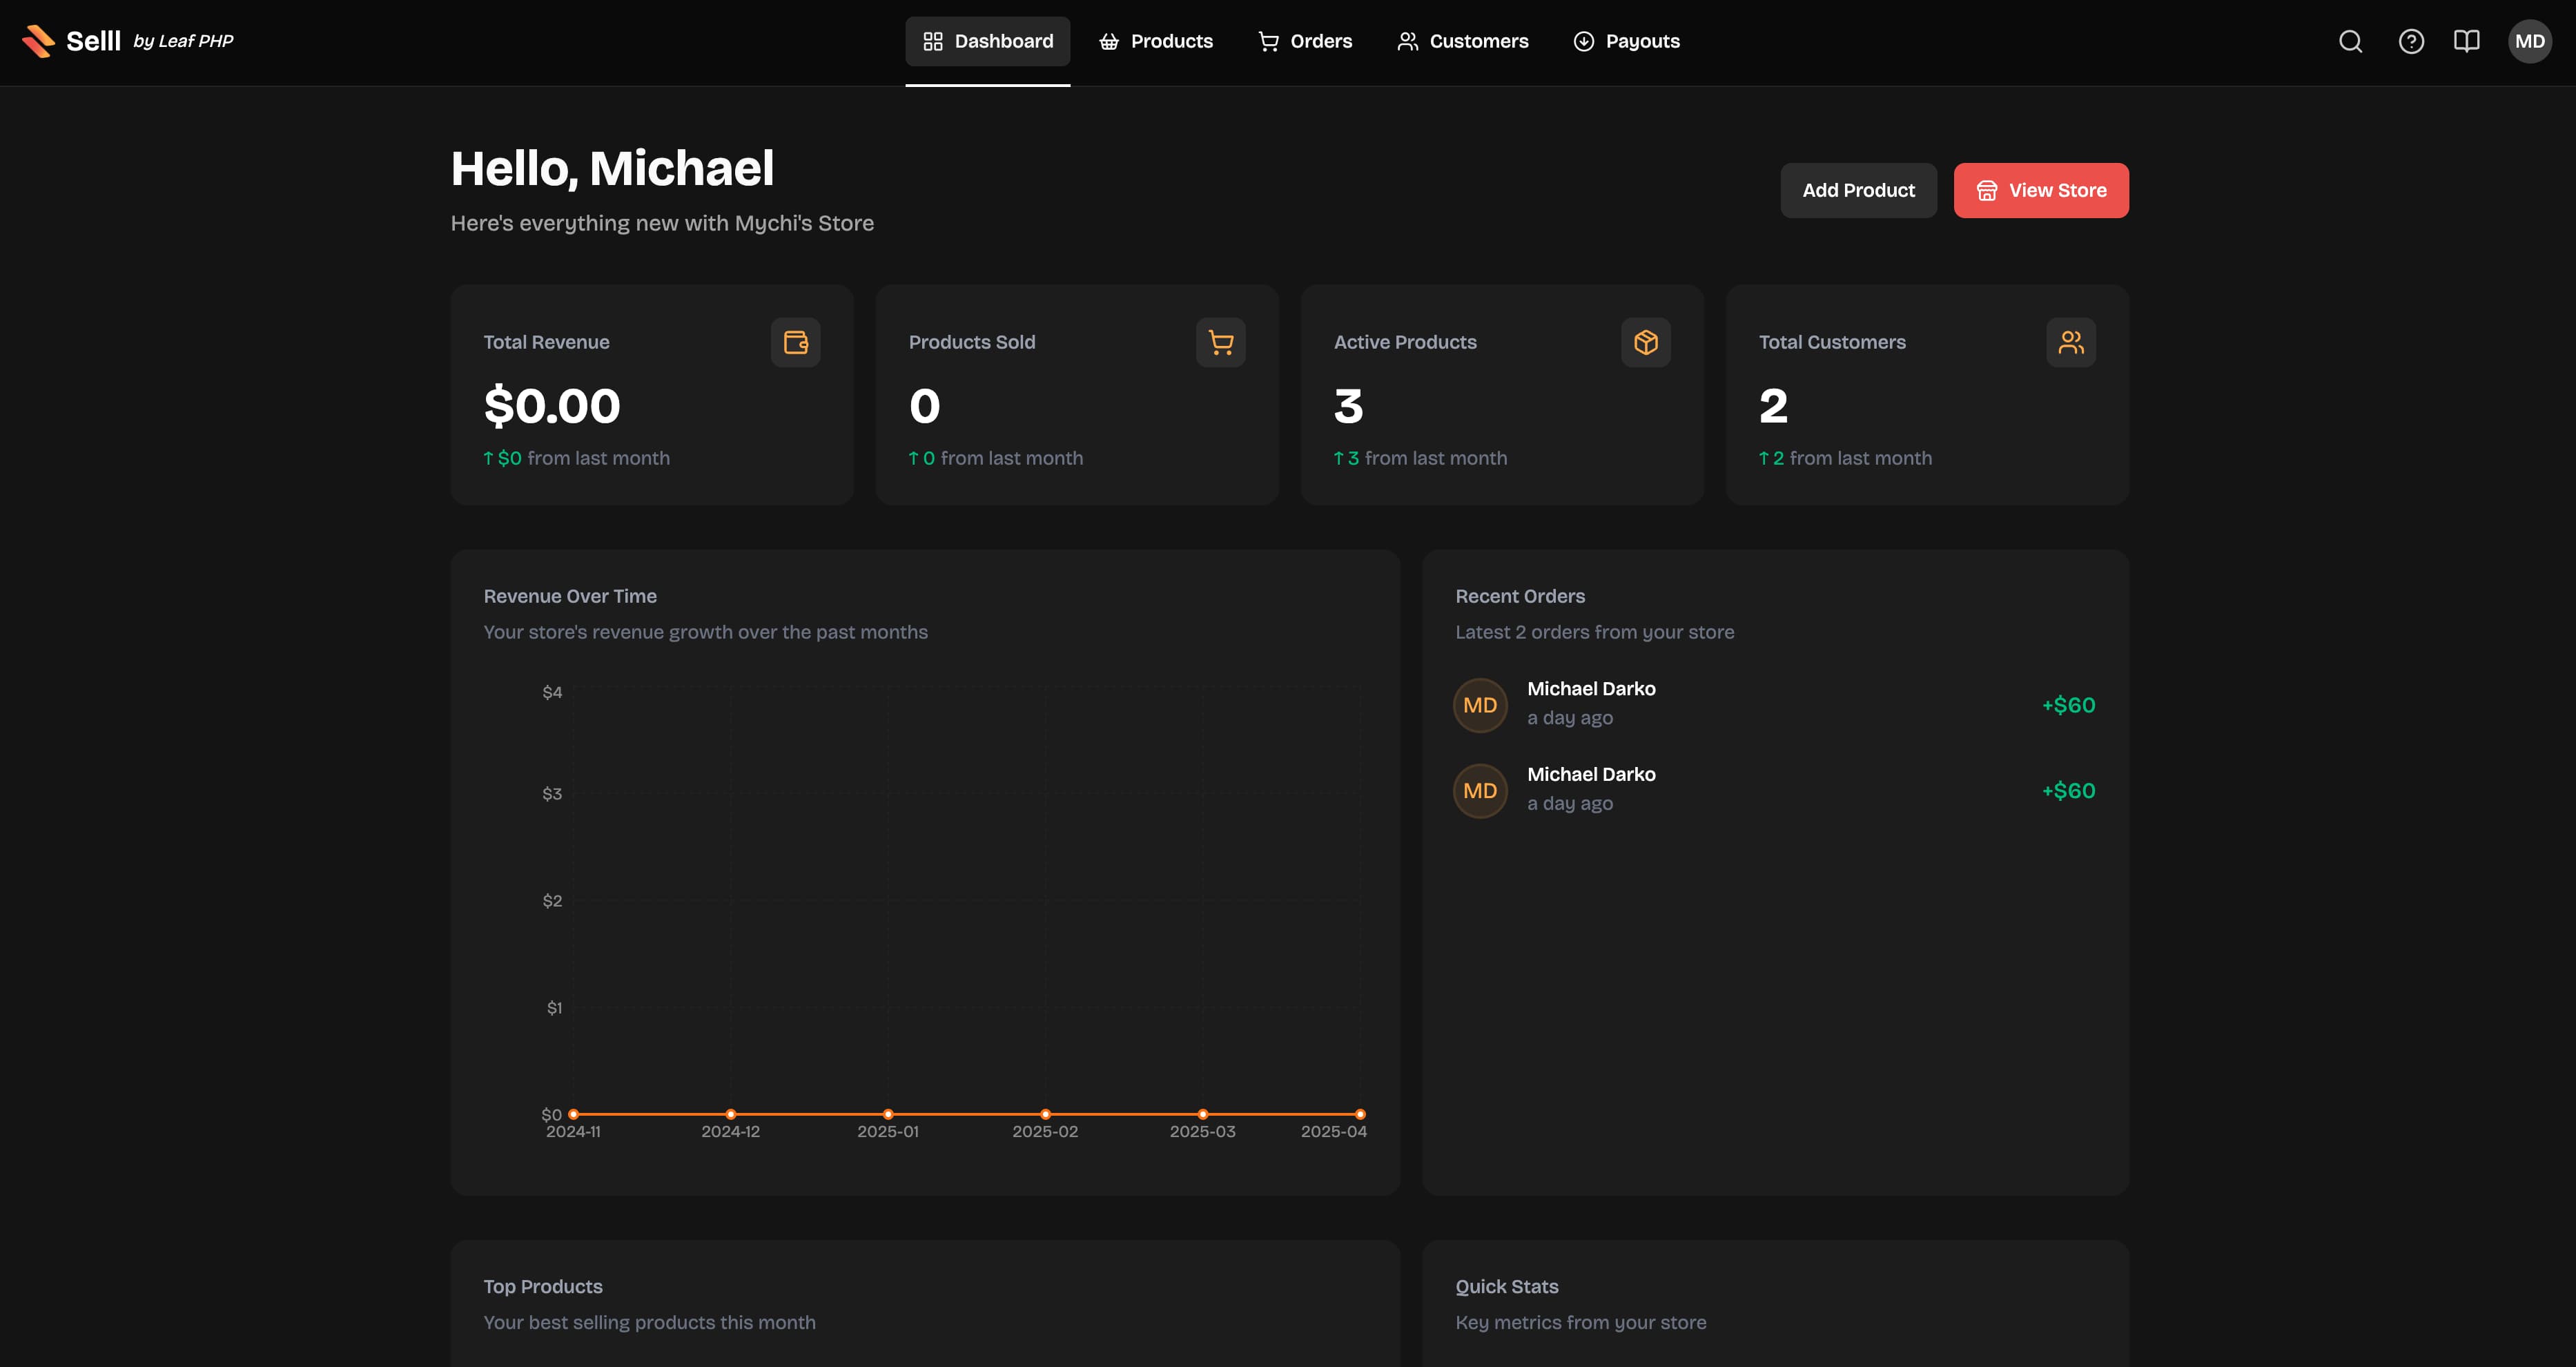 Selll by Leaf PHP
Dashboard
Products
Orders
Customers
Payouts
MD
Hello, Michael
Here's everything new with Mychi's Store
Add Product
View Store
Total Revenue
$0.00
↑ $0 from last month
Products Sold
0
↑ 0 from last month
Active Products
3
↑ 3 from last month
Total Customers
2
↑ 2 from last month
Revenue Over Time
Your store's revenue growth over the past months
$4
$3
$2
$1
$0
2024-11
2024-12
2025-01
2025-02
2025-03
2025-04
Recent Orders
Latest 2 orders from your store
MD
Michael Darko
a day ago
+$60
MD
Michael Darko
a day ago
+$60
Top Products
Your best selling products this month
Quick Stats
Key metrics from your store